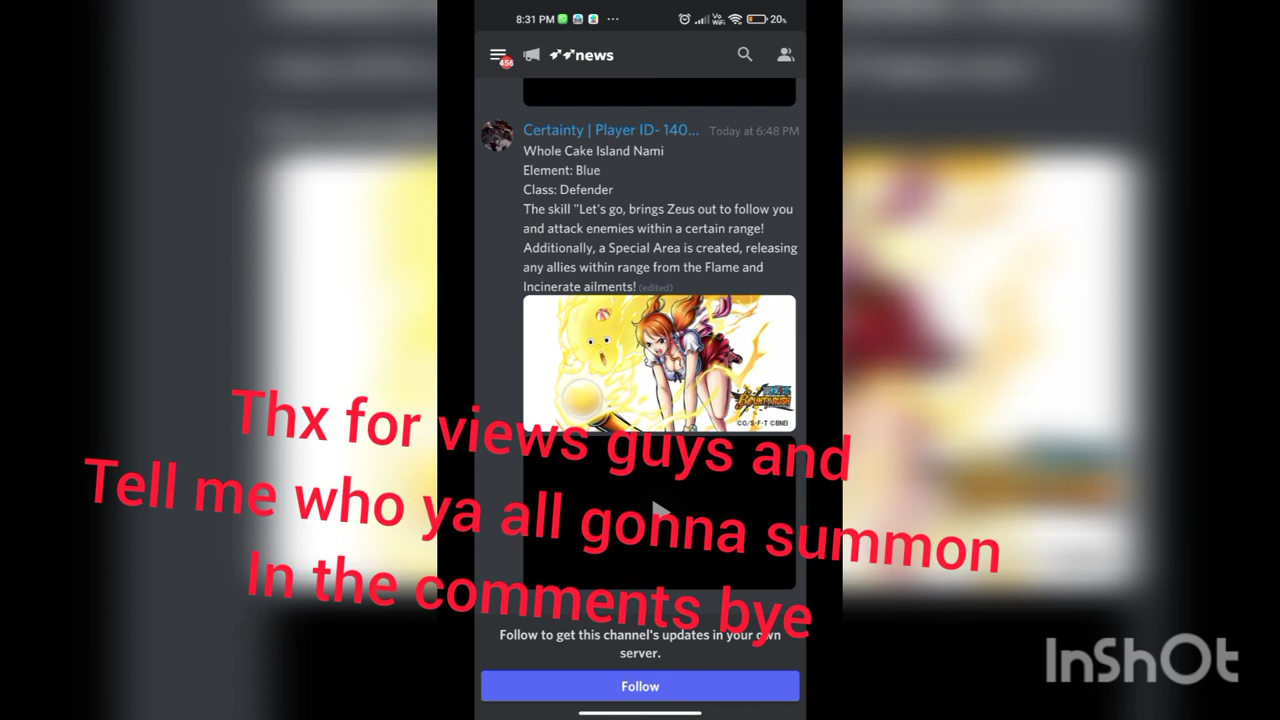 8:31 PM
Vo
WiFi
20%
456
news
Certainty | Player ID- 140... Today at 6:48 PM
Whole Cake Island Nami
Element: Blue
Class: Defender
The skill "Let's go, brings Zeus out to follow you
and attack enemies within a certain range!
Additionally, a Special Area is created, releasing
any allies within range from the Flame and
Incinerate ailments! (edited)
BOUNTYRUSH
Thx for views guys and
Tell me who ya all gonna summon
In the comments bye
Follow to get this channel's updates in your own
server.
Follow
InShOt